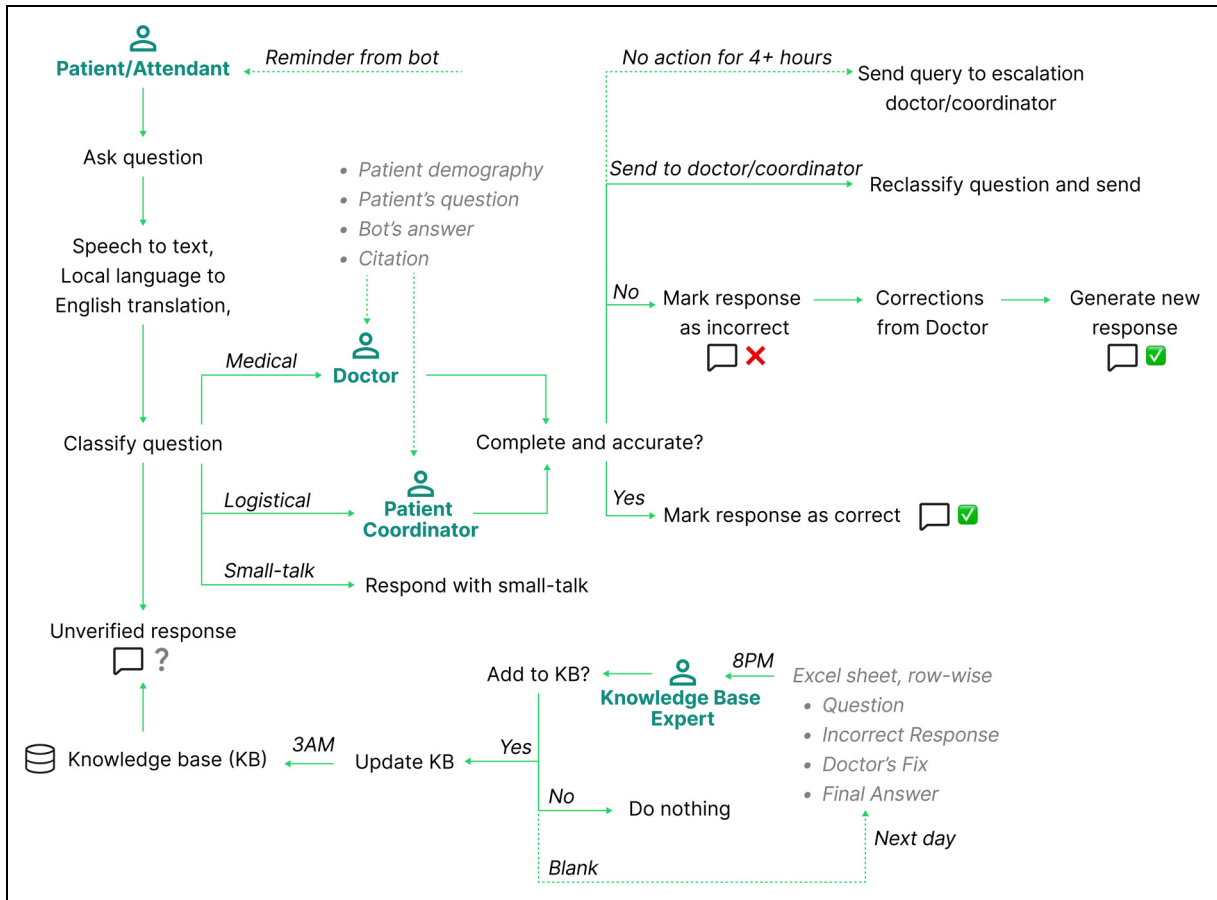 Patient/Attendant
Reminder from bot
No action for 4+ hours
Send query to escalation
doctor/coordinator
Ask question
• Patient demography
• Patient's question
• Bot's answer
• Citation
Send to doctor/coordinator
Reclassify question and send
Speech to text,
Local language to
English translation,
No
Mark response
as incorrect
Corrections
from Doctor
Generate new
response
Medical
Doctor
Classify question
Complete and accurate?
Logistical
Patient
Coordinator
Yes
Mark response as correct
Small-talk
Respond with small-talk
Unverified response
?
Add to KB?
8PM
Knowledge Base
Expert
Excel sheet, row-wise
• Question
• Incorrect Response
• Doctor's Fix
• Final Answer
Knowledge base (KB)
3AM
Update KB
Yes
No
Do nothing
Next day
Blank